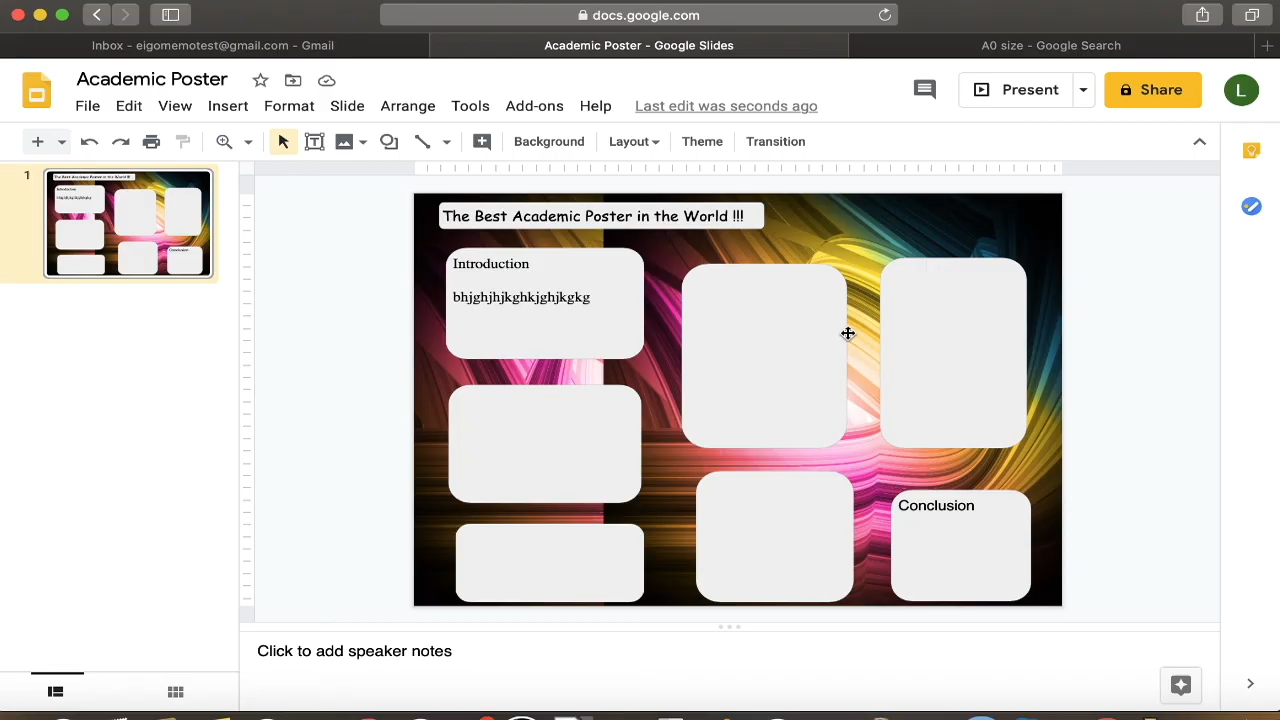 docs.google.com
Inbox - eigomemotest@gmail.com - Gmail
Academic Poster - Google Slides
A0 size - Google Search
Academic Poster
File Edit View Insert Format Slide Arrange Tools Add-ons Help Last edit was seconds ago
Present
Share
L
Background Layout Theme Transition
1
The Best Academic Poster in the World !!!
Introduction
bhjghjhjcghkjghjkgkg
Conclusion
Click to add speaker notes